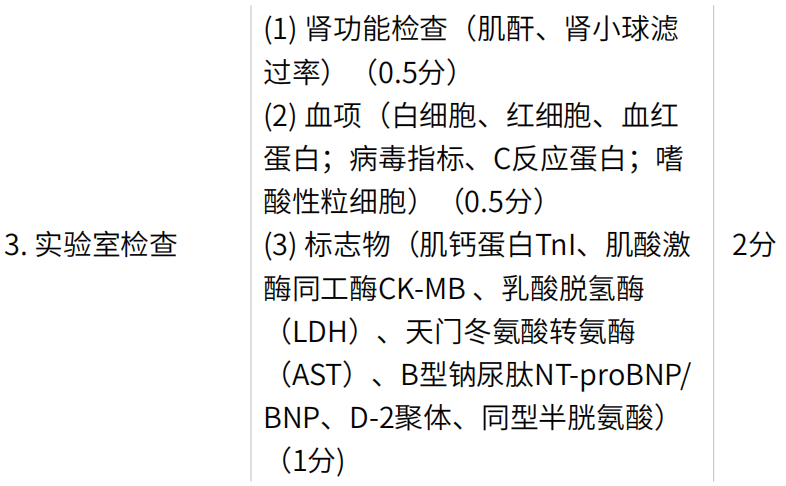 (1) 肾功能检查（肌酐、肾小球滤
过率）（0.5分）
(2) 血项（白细胞、红细胞、血红
蛋白；病毒指标、C反应蛋白；嗜
酸性粒细胞）（0.5分）
3. 实验室检查
(3) 标志物（肌钙蛋白TnI、肌酸激
2分
酶同工酶CK-MB 、乳酸脱氢酶
（LDH）、天门冬氨酸转氨酶
（AST）、B型钠尿肽NT-proBNP/
BNP、D-2聚体、同型半胱氨酸）
（1分)